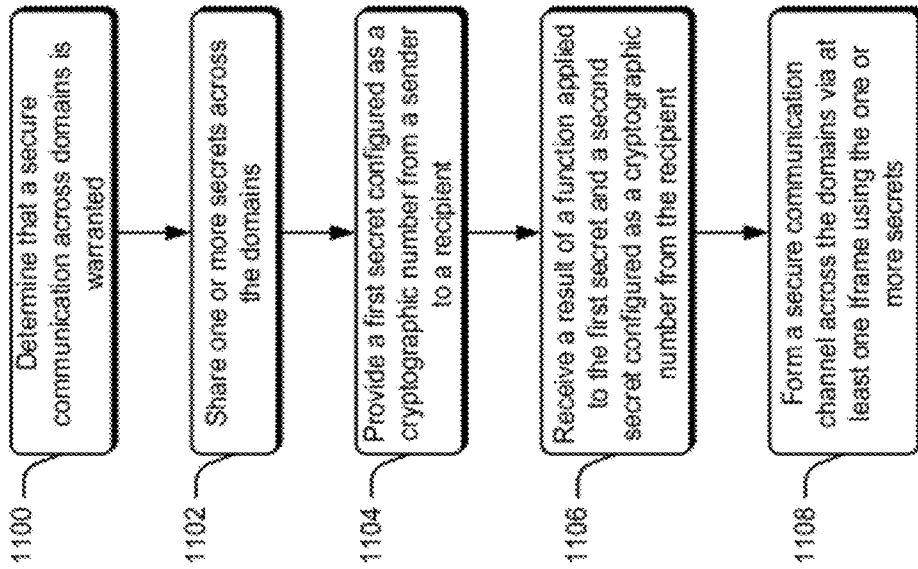 1100
Determine that a secure
communication across domains is
warranted
1102
Share one or more secrets across
the domains
1104
Provide a first secret configured as a
cryptographic number from a sender
to a recipient
1106
Receive a result of a function applied
to the first secret and a second
secret configured as a cryptographic
number from the recipient
1108
Form a secure communication
channel across the domains via at
least one Iframe using the one or
more secrets